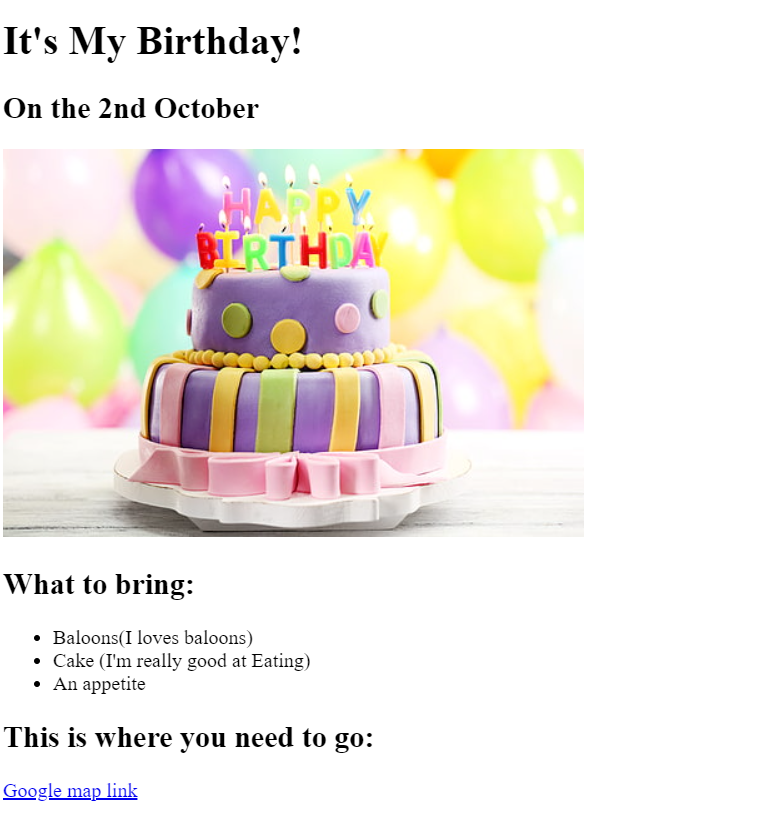 It's My Birthday!
On the 2nd October
HAPPY
BIRTHDAY
What to bring:
Baloons(I loves baloons)
Cake (I'm really good at Eating)
An appetite
This is where you need to go:
Google map link